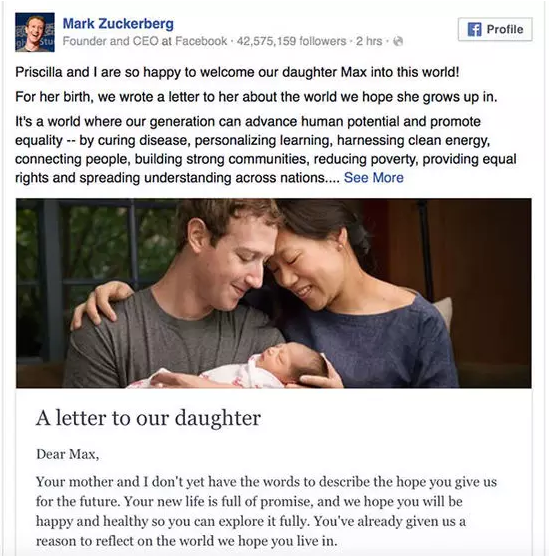 Mark Zuckerberg
Founder and CEO at Facebook · 42,575,159 followers · 2 hrs ·
Profile
Priscilla and I are so happy to welcome our daughter Max into this world!
For her birth, we wrote a letter to her about the world we hope she grows up in.
It's a world where our generation can advance human potential and promote
equality -- by curing disease, personalizing learning, harnessing clean energy,
connecting people, building strong communities, reducing poverty, providing equal
rights and spreading understanding across nations.... See More
A letter to our daughter
Dear Max,
Your mother and I don't yet have the words to describe the hope you give us
for the future. Your new life is full of promise, and we hope you will be
happy and healthy so you can explore it fully. You've already given us a
reason to reflect on the world we hope you live in.